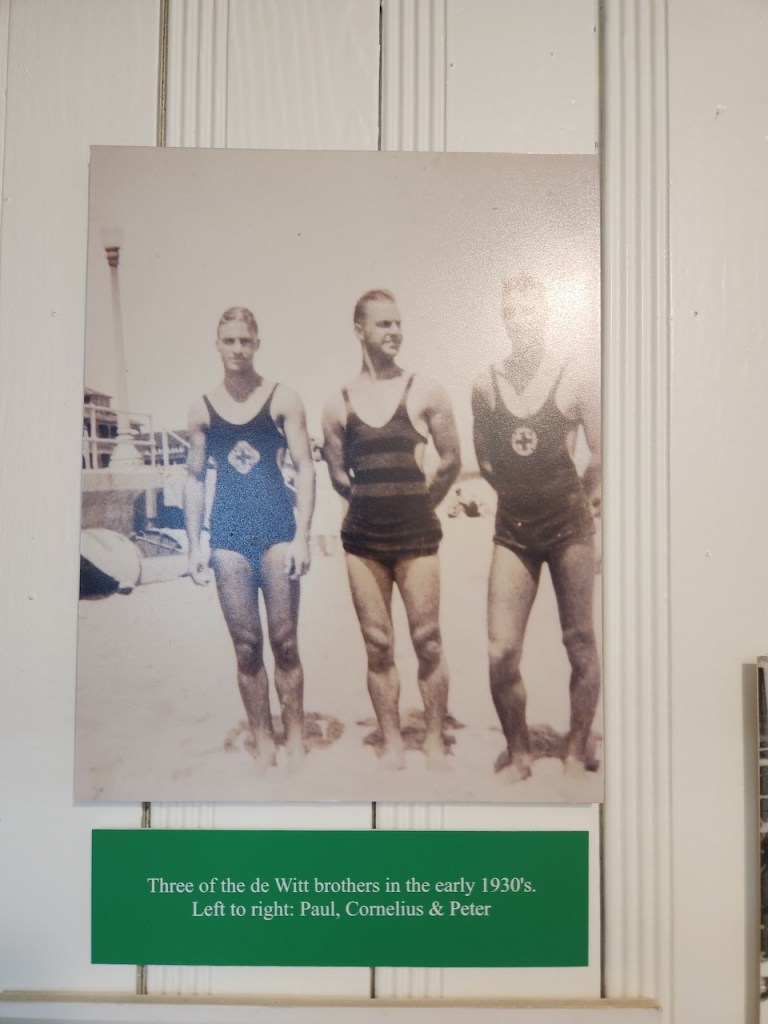 Three of the de Witt brothers in the early 1930's.
Left to right: Paul, Cornelius & Peter